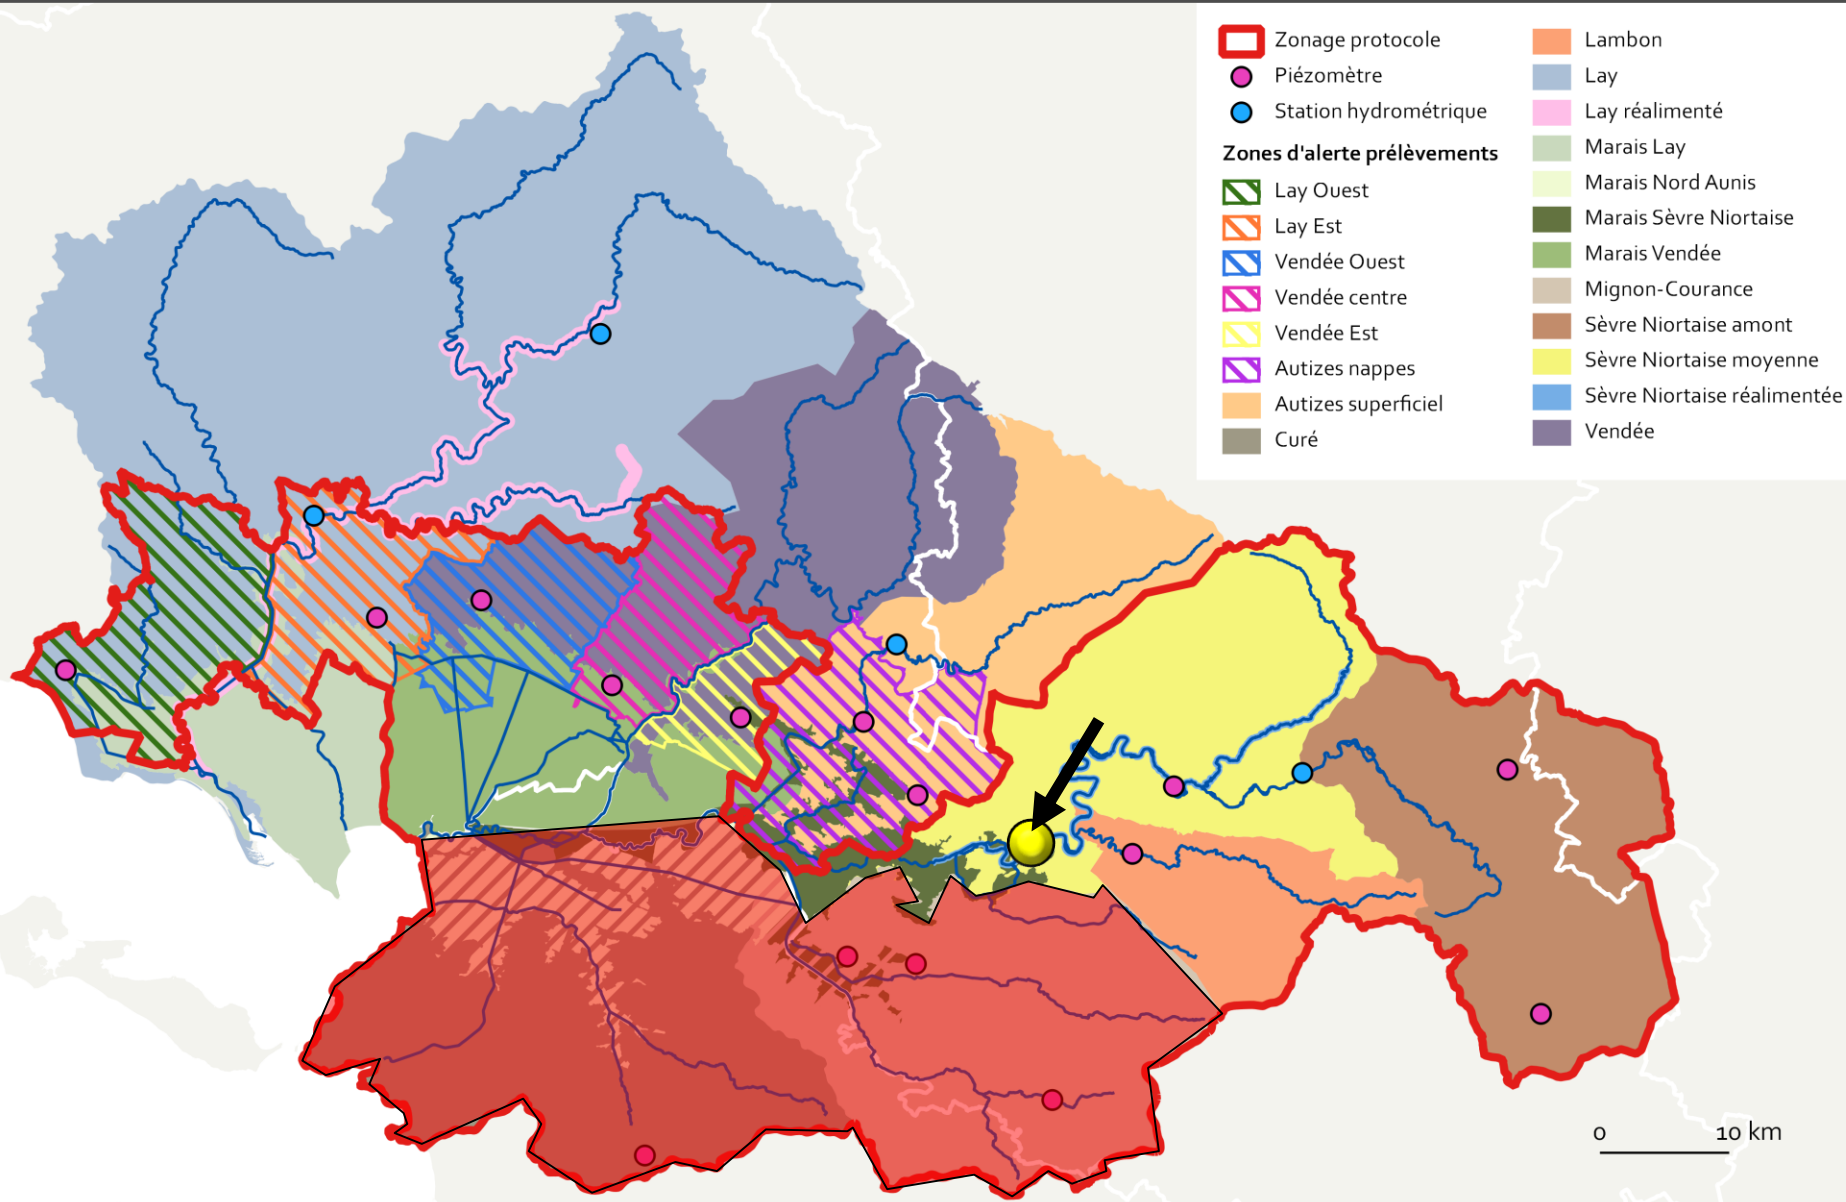 Zonage protocole
Piézomètre
Station hydrométrique
Zones d'alerte prélèvements
Lay Ouest
Lay Est
Vendée Ouest
Vendée centre
Vendée Est
Autizes nappes
Autizes superficiel
Curé
Lambon
Lay
Lay réalimenté
Marais Lay
Marais Nord Aunis
Marais Sèvre Niortaise
Marais Vendée
Mignon-Courance
Sèvre Niortaise amont
Sèvre Niortaise moyenne
Sèvre Niortaise réalimentée
Vendée
0 10 km